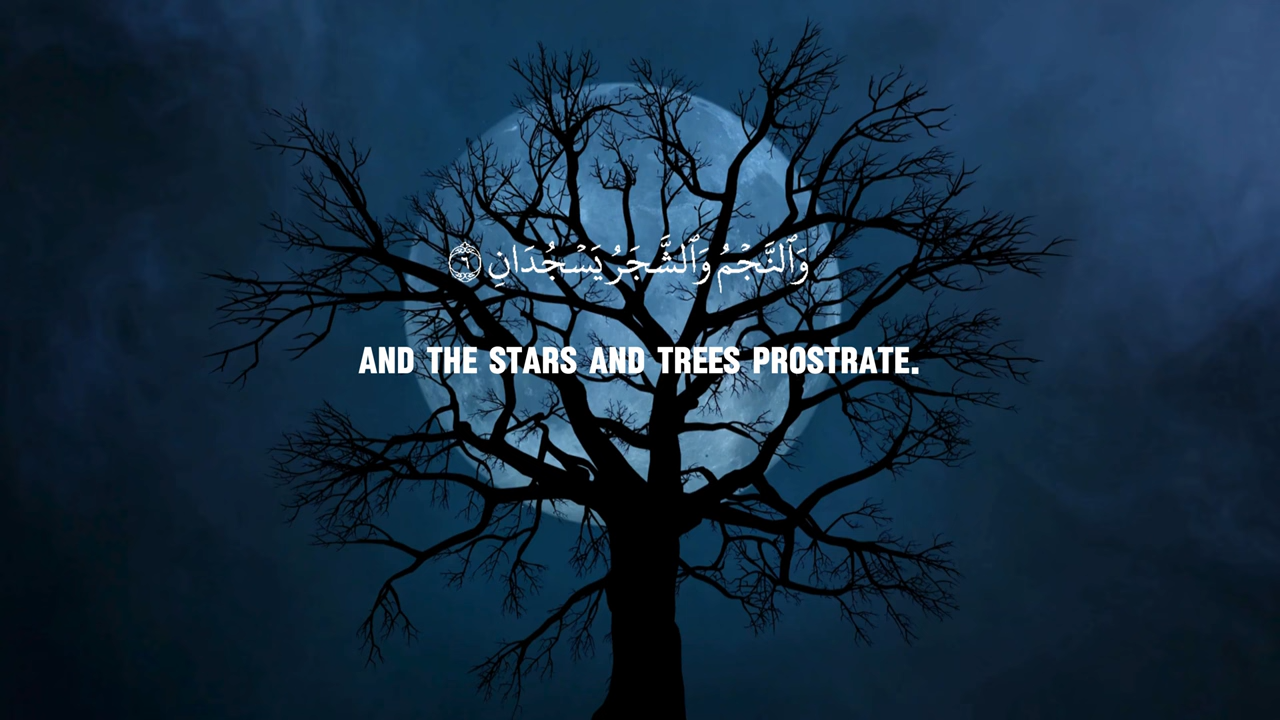 وَٱلنَّجْمُ وَٱلشَّجَرُ يَسْجُدَانِ ٦
AND THE STARS AND TREES PROSTRATE.